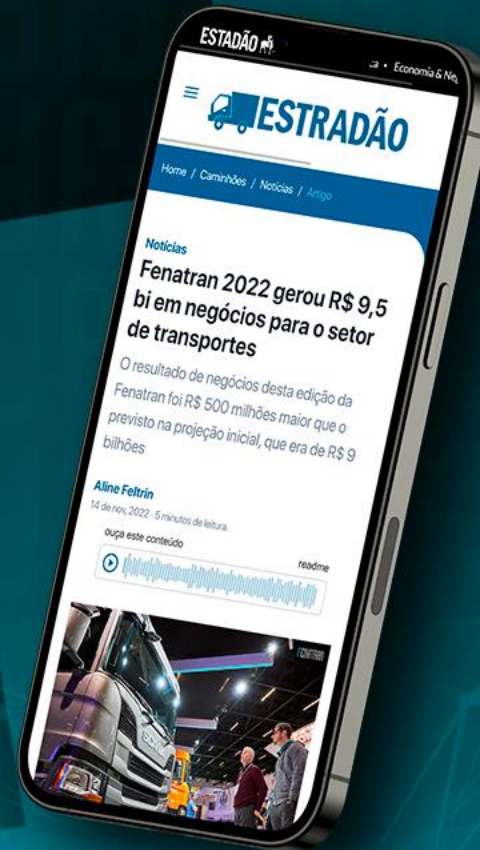 ESTADÃO
Economia & Ne
ESTRADÃO
Home / Caminhões / Notícias / Artigo
Notícias
Fenatran 2022 gerou R$ 9,5
bi em negócios para o setor
de transportes
O resultado de negócios desta edição da
Fenatran foi R$ 500 milhões maior que o
previsto na projeção inicial, que era de R$ 9
bilhões
Aline Feltrin
14 de nov, 2022 · 5 minutos de leitura.
ouça este conteúdo
readme